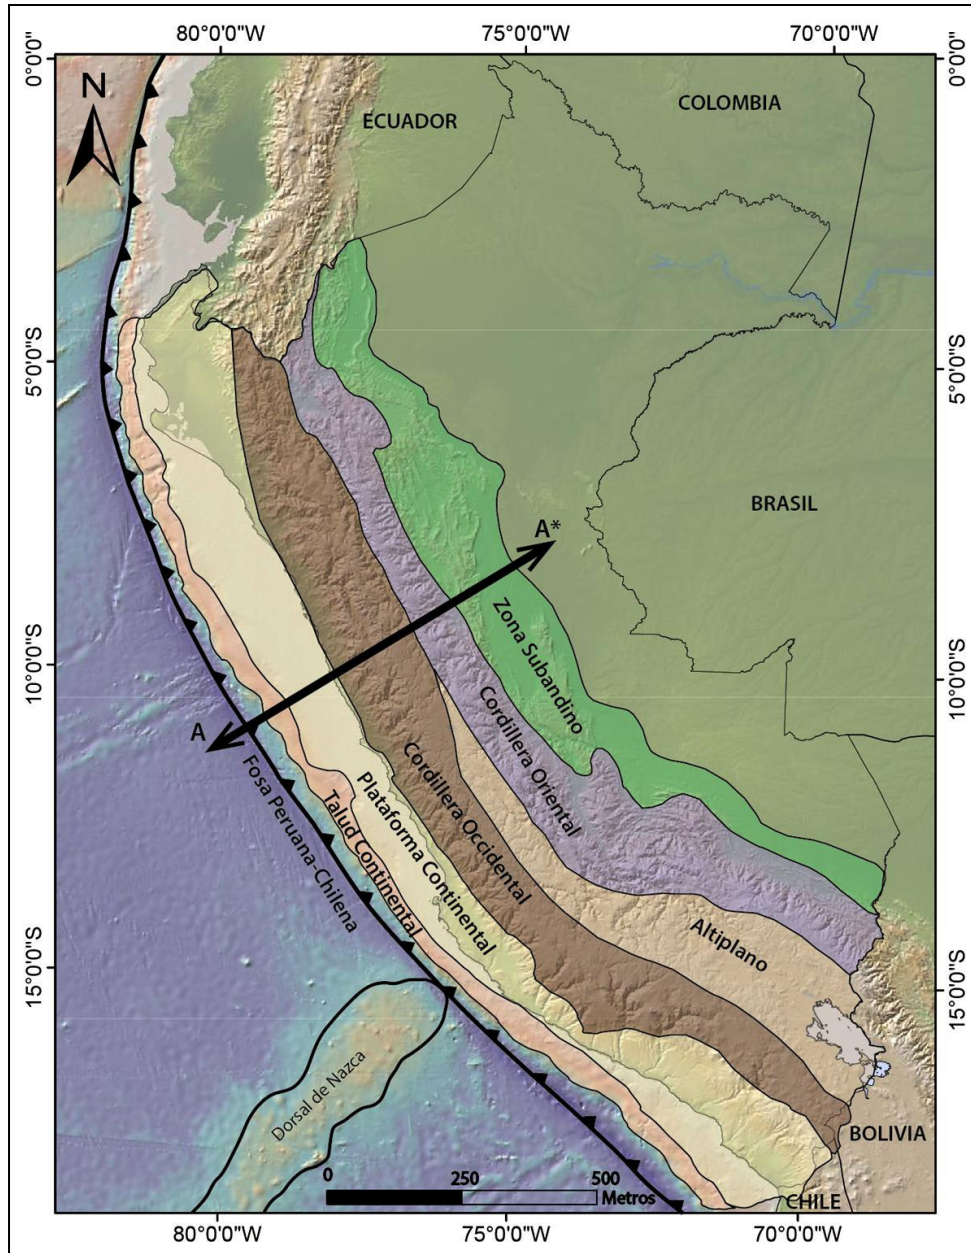 80°0'0"W
75°0'0"W
70°0'0"W
0°0'0"
0°0'0"
N
ECUADOR
COLOMBIA
5°0'0"S
5°0'0"S
BRASIL
A*
Zona Subandino
10°0'0"S
10°0'0"S
Cordillera Oriental
A
Cordillera Occidental
Fosa Peruana-Chilena
Talud Continental
Plataforma Continental
Altiplano
15°0'0"S
15°0'0"S
Dorsal de Nazca
BOLIVIA
0
250
500
Metros
CHILE
80°0'0"W
75°0'0"W
70°0'0"W